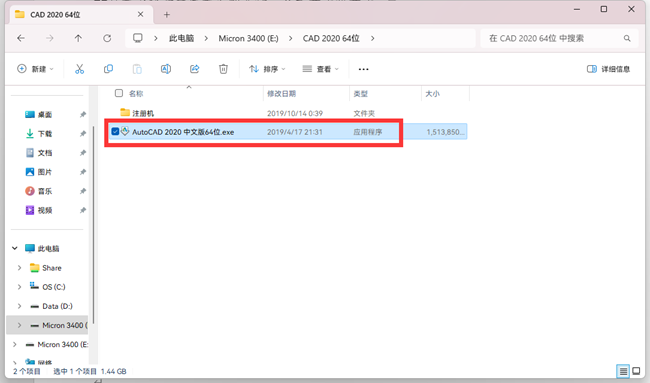 CAD 2020 64位
此电脑 Micron 3400 (E:) CAD 2020 64位
在 CAD 2020 64位 中搜索
新建 排序 查看 详细信息
名称 修改日期 类型 大小
注册机 2019/10/14 0:39 文件夹
AutoCAD 2020 中文版64位.exe 2019/4/17 21:31 应用程序 1,513,850...
桌面
下载
文档
图片
音乐
视频
此电脑
Share
OS (C:)
Data (D:)
Micron 3400 (
Micron 3400 (E:
网络
2 个项目 选中 1 个项目 1.44 GB